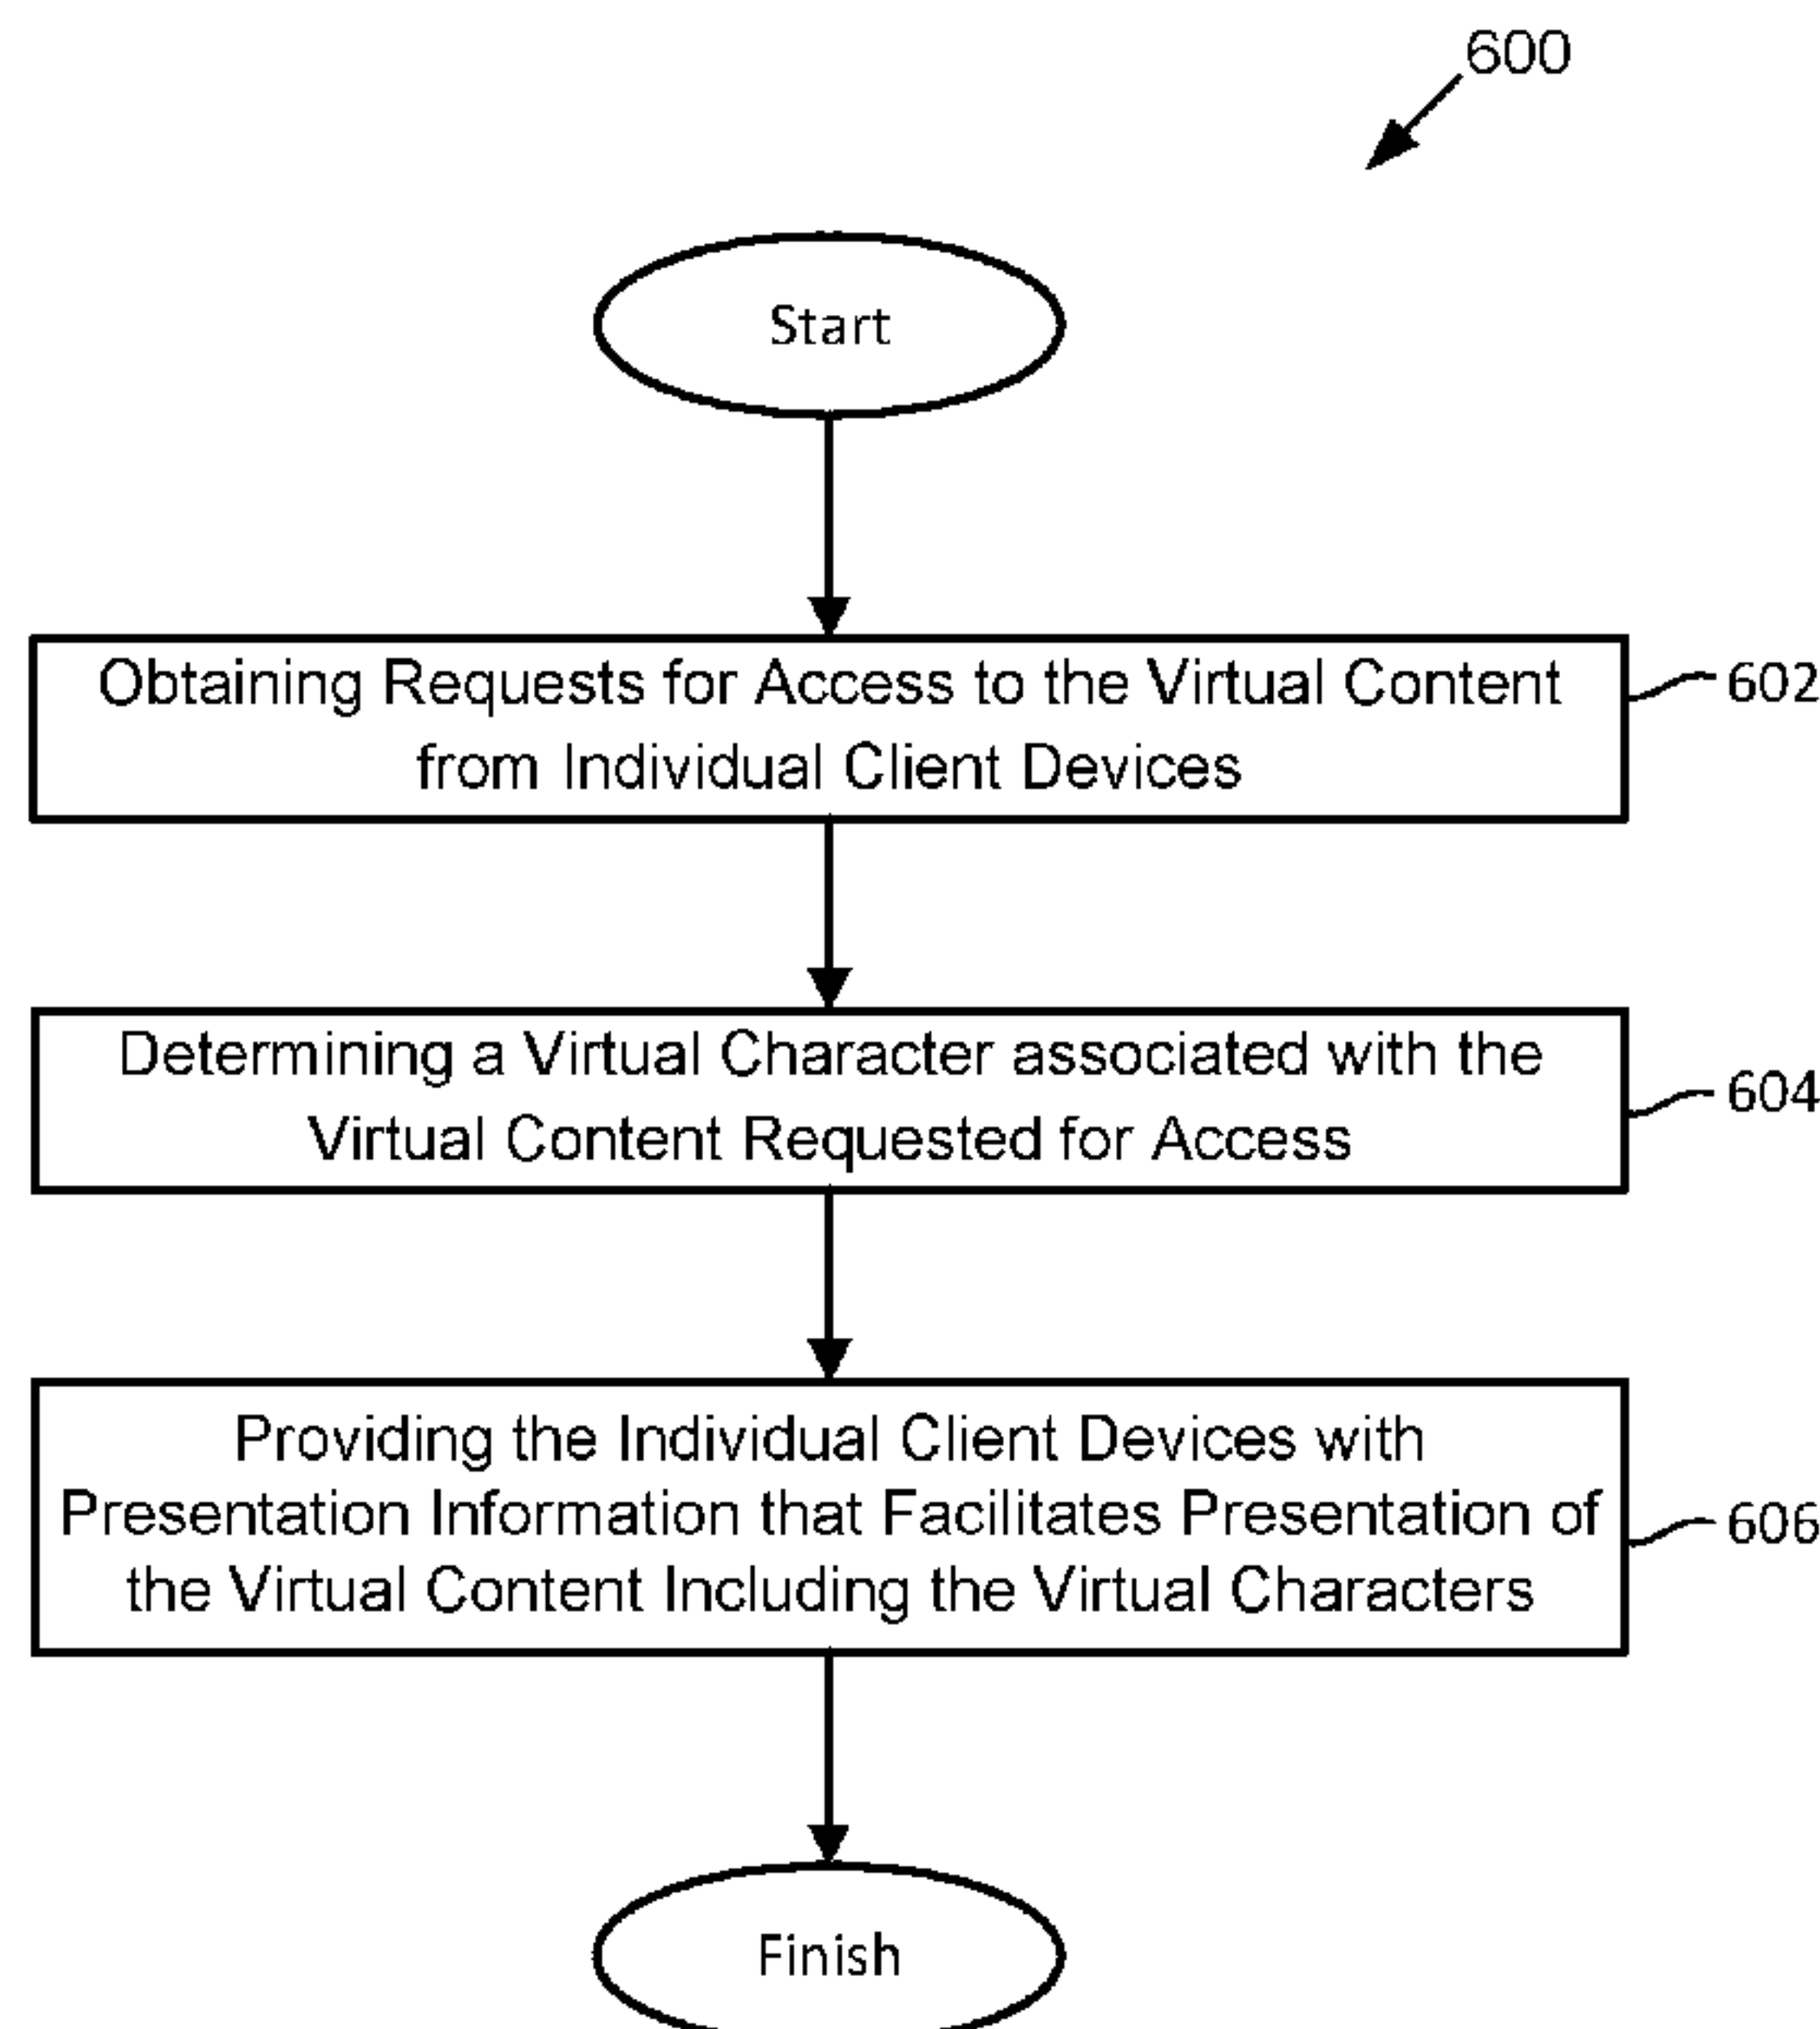 600
Start
Obtaining Requests for Access to the Virtual Content
from Individual Client Devices
602
Determining a Virtual Character associated with the
Virtual Content Requested for Access
604
Providing the Individual Client Devices with
Presentation Information that Facilitates Presentation of
the Virtual Content Including the Virtual Characters
606
Finish